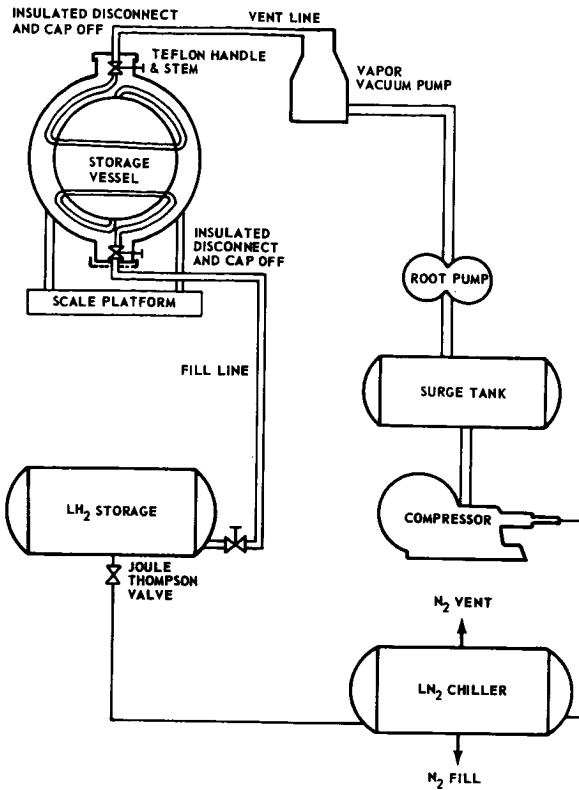 INSULATED DISCONNECT
AND CAP OFF
VENT LINE
TEFLON HANDLE
& STEM
VAPOR
VACUUM PUMP
STORAGE
VESSEL
INSULATED
DISCONNECT
AND CAP OFF
ROOT PUMP
SCALE PLATFORM
FILL LINE
SURGE TANK
LH₂ STORAGE
COMPRESSOR
JOULE
THOMPSON
VALVE
N₂ VENT
LN₂ CHILLER
N₂ FILL